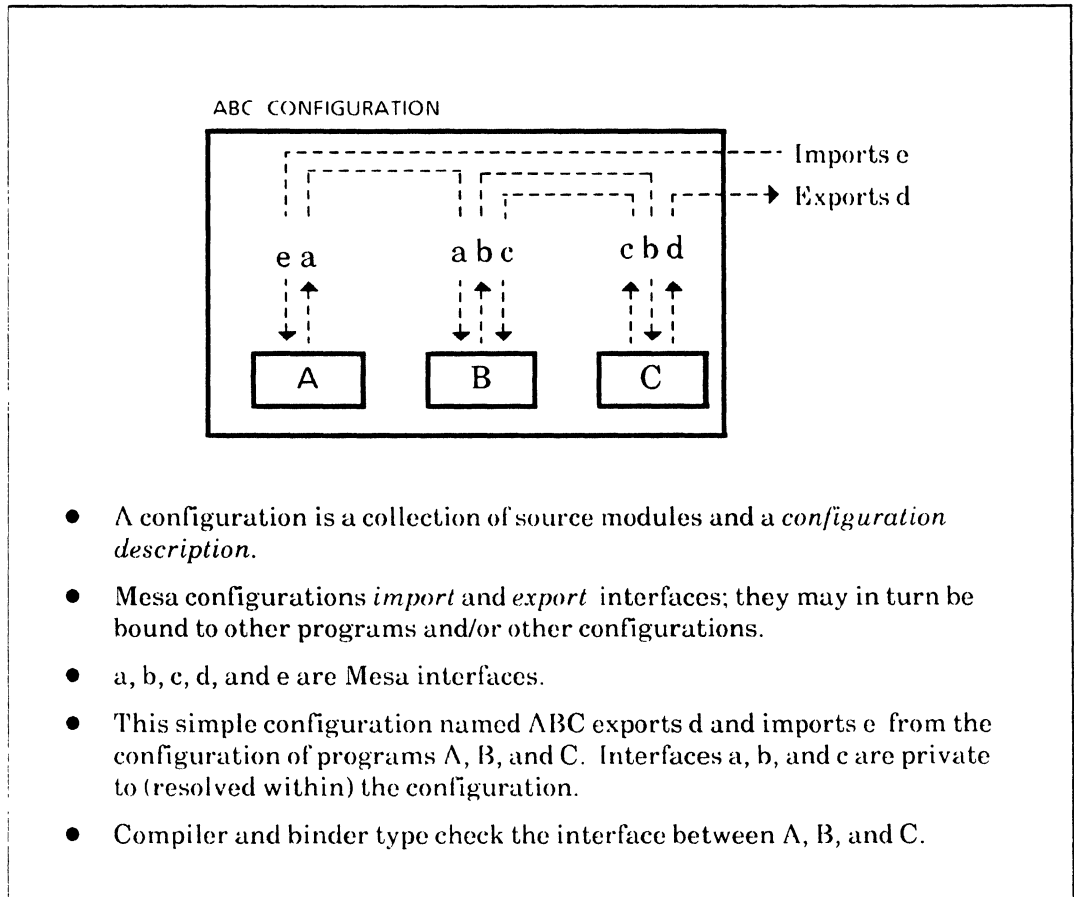 ABC CONFIGURATION
Imports e
Exports d
e a
a b c
c b d
A
B
C
● A configuration is a collection of source modules and a configuration
description.
● Mesa configurations import and export interfaces; they may in turn be
bound to other programs and/or other configurations.
● a, b, c, d, and e are Mesa interfaces.
● This simple configuration named ABC exports d and imports e from the
configuration of programs A, B, and C. Interfaces a, b, and c are private
to (resolved within) the configuration.
● Compiler and binder type check the interface between A, B, and C.